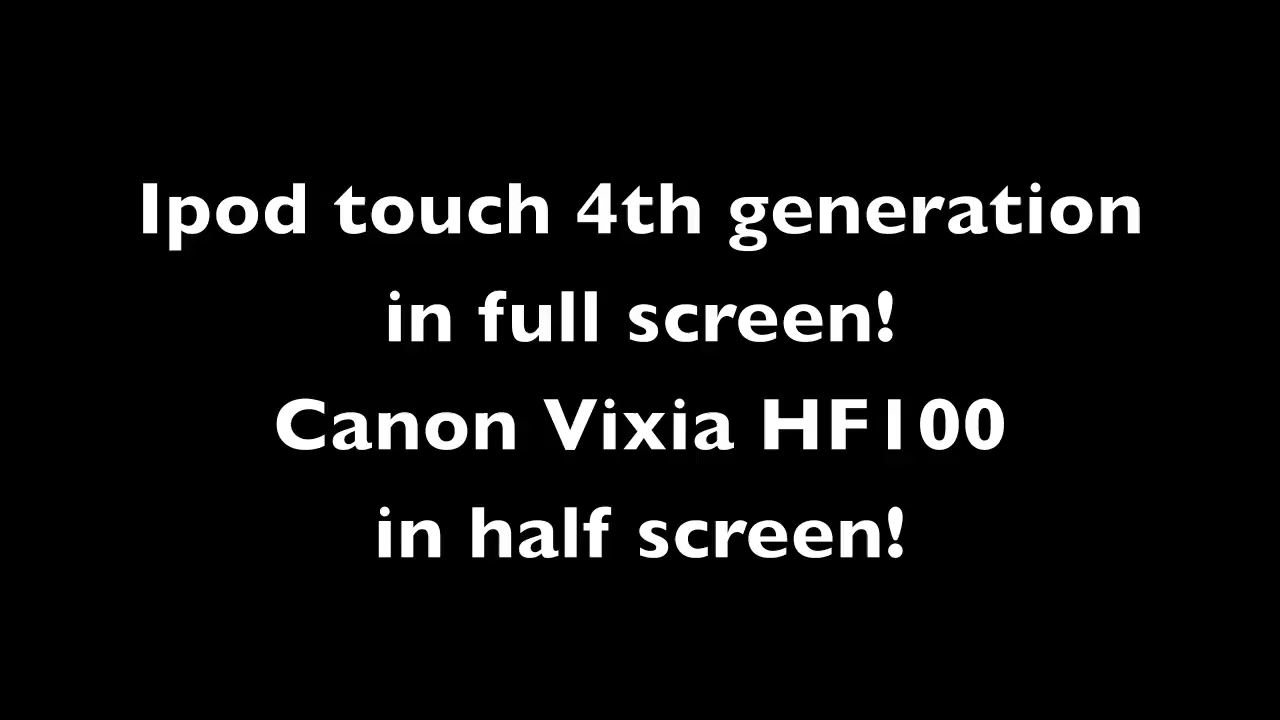 Ipod touch 4th generation
in full screen!
Canon Vixia HF100
in half screen!